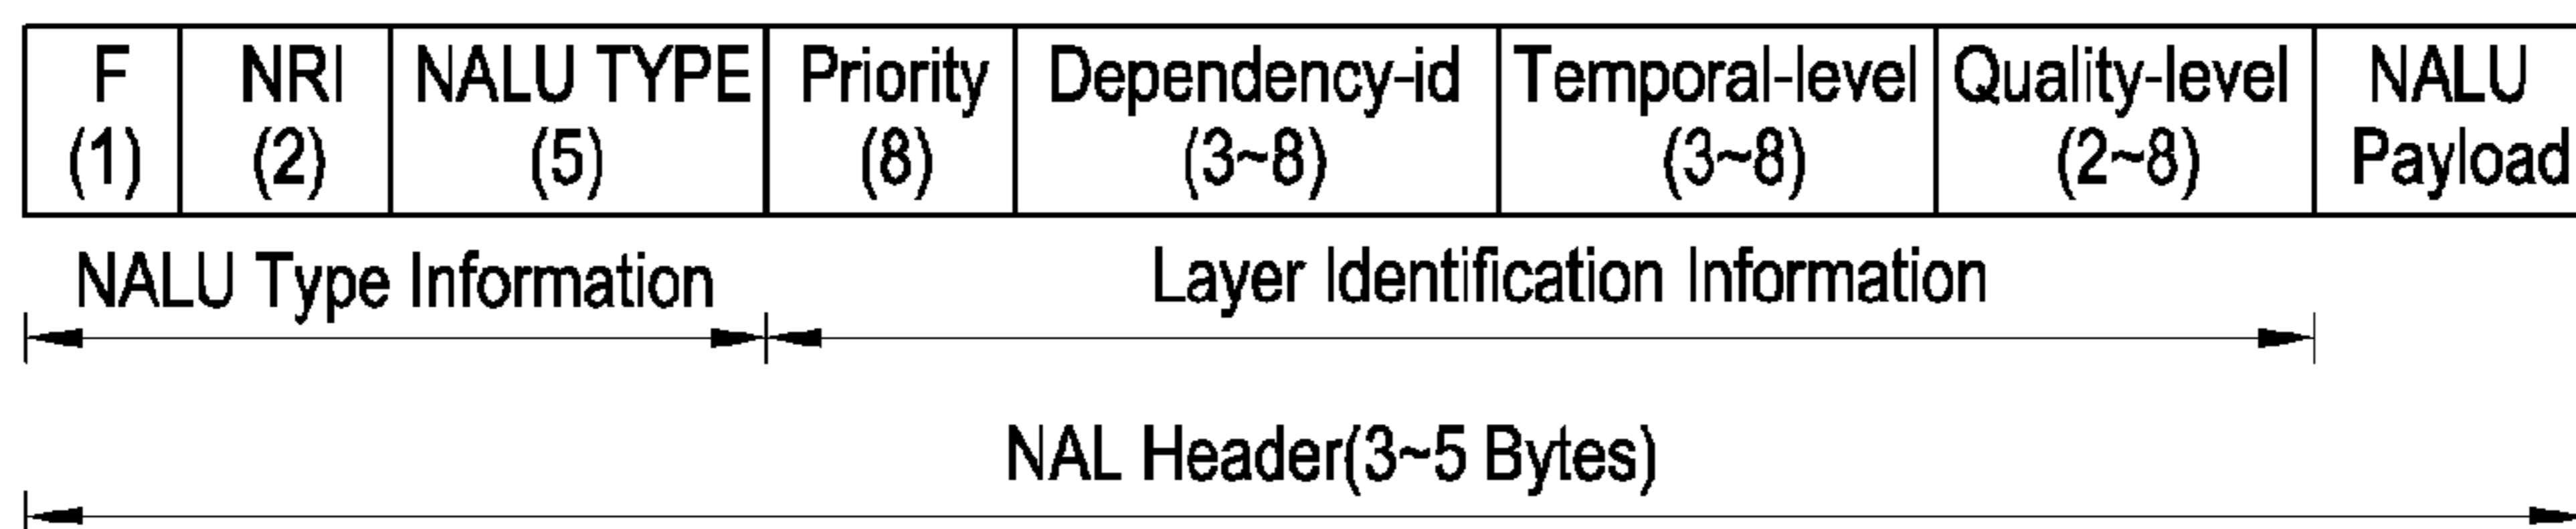 F NRI NALU TYPE Priority Dependency-id Temporal-level Quality-level NALU
(1) (2) (5) (8) (3~8) (3~8) (2~8) Payload
NALU Type Information Layer Identification Information
NAL Header(3~5 Bytes)